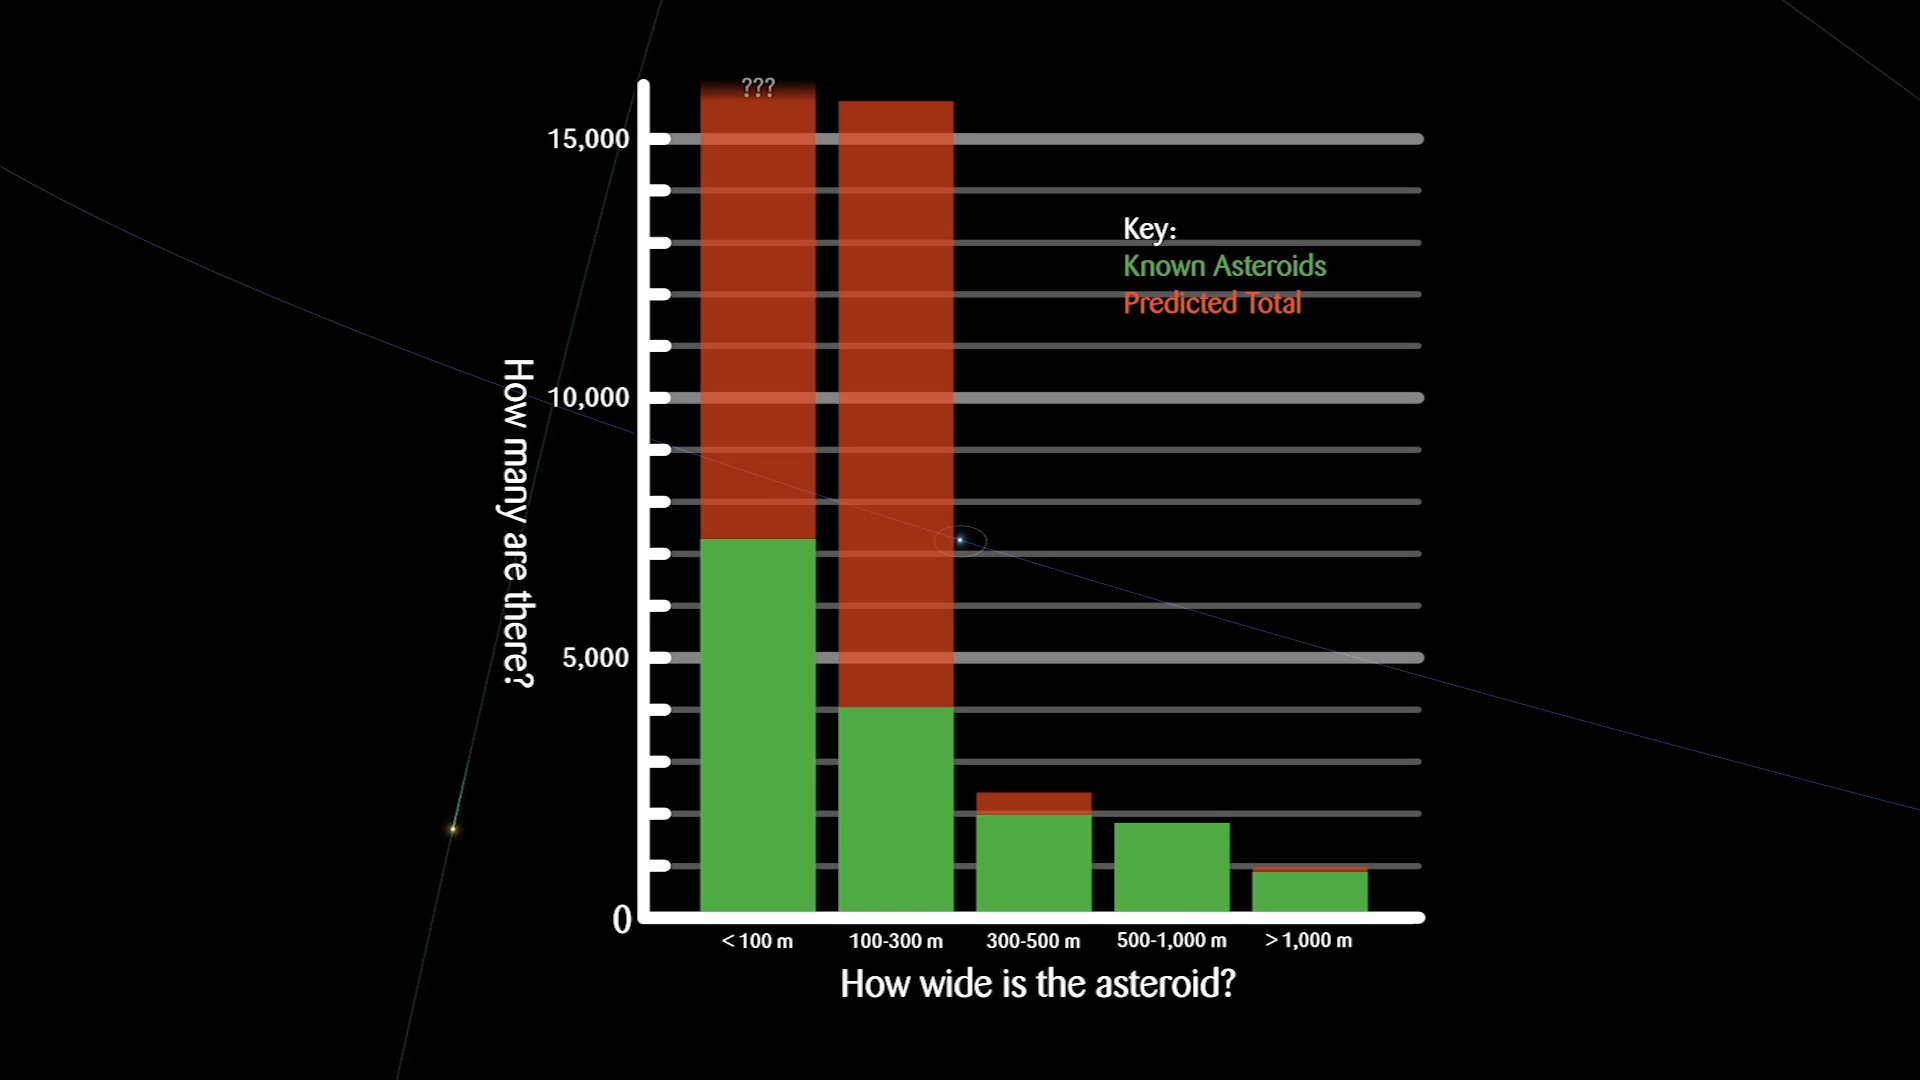 ???
15,000
Key:
Known Asteroids
Predicted Total
10,000
How many are there?
5,000
0
<100 m
100-300 m
300-500 m
500-1,000 m
>1,000 m
How wide is the asteroid?